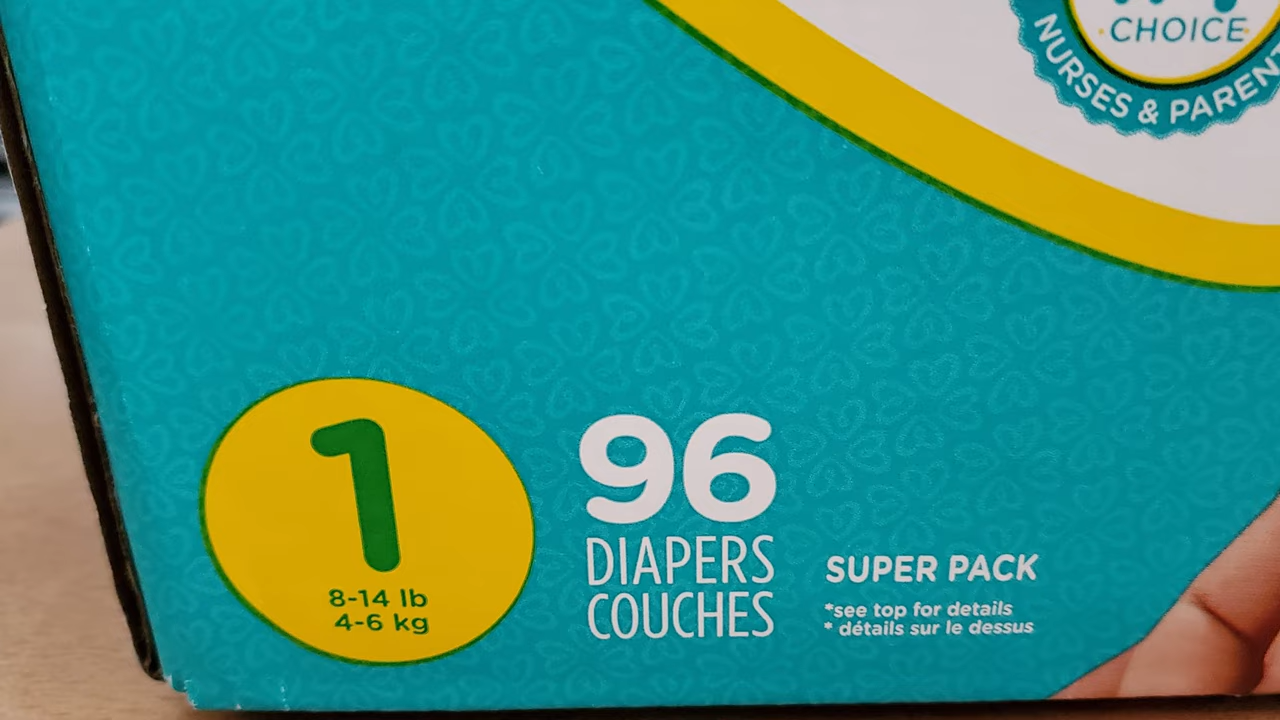 CHOICE
NURSES & PARENT
1
8-14 lb
4-6 kg
96
DIAPERS
COUCHES
SUPER PACK
*see top for details
* détails sur le dessus